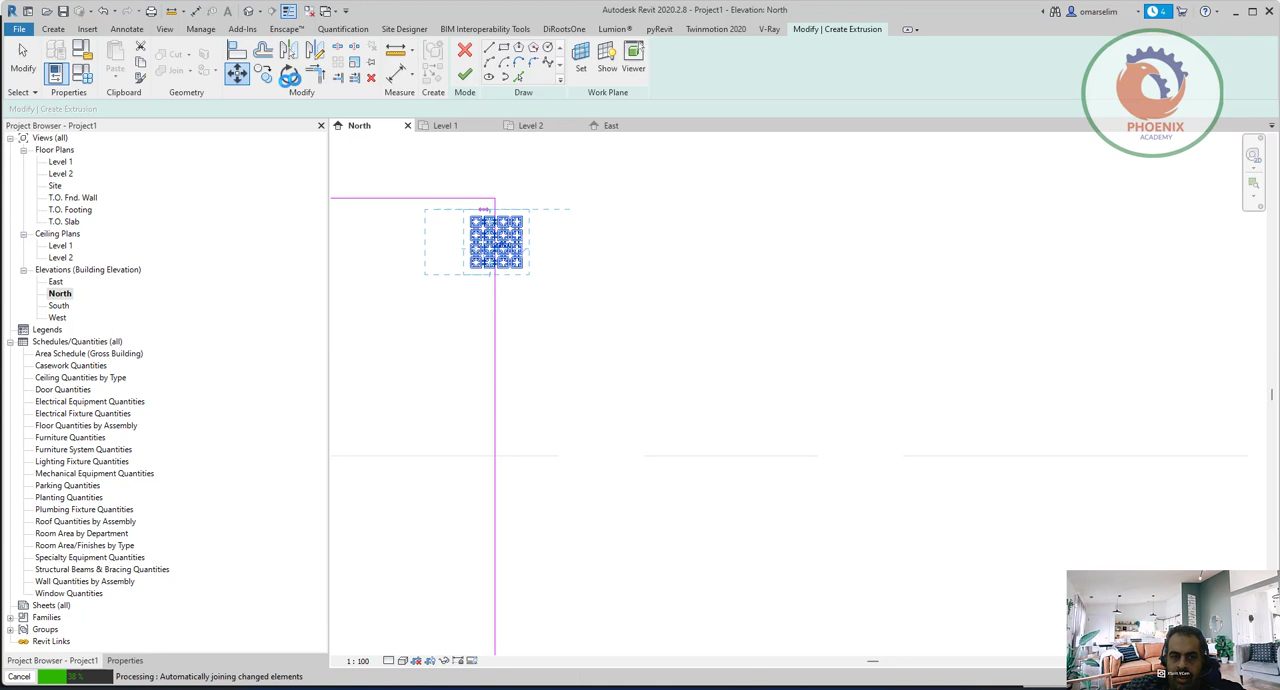 Autodesk Revit 2020.2.8 - Project1 - Elevation: North
omarselim
4
File
Architecture
Create
Insert
Annotate
View
Manage
Add-Ins
Enscape™
Quantification
Site Designer
BIM Interoperability Tools
DiRootsOne
Lumion®
pyRevit
Twinmotion 2020
V-Ray
Modify | Create Extrusion
Modify
Paste
Cut
Join
Set
Show
Viewer
Select
Properties
Clipboard
Geometry
Modify
Measure
Create
Mode
Draw
Work Plane
Modify | Create Extrusion
PHOENIX
ACADEMY
Project Browser - Project1
North
Level 1
Level 2
East
Views (all)
Floor Plans
Level 1
Level 2
Site
T.O. Fnd. Wall
T.O. Footing
T.O. Slab
Ceiling Plans
Level 1
Level 2
Elevations (Building Elevation)
East
North
South
West
Legends
Schedules/Quantities (all)
Area Schedule (Gross Building)
Casework Quantities
Ceiling Quantities by Type
Door Quantities
Electrical Equipment Quantities
Electrical Fixture Quantities
Floor Quantities by Assembly
Furniture Quantities
Furniture System Quantities
Lighting Fixture Quantities
Mechanical Equipment Quantities
Parking Quantities
Planting Quantities
Plumbing Fixture Quantities
Roof Quantities by Assembly
Room Area by Department
Room Area/Finishes by Type
Specialty Equipment Quantities
Structural Beams & Bracing Quantities
Wall Quantities by Assembly
Window Quantities
Sheets (all)
Families
Groups
Revit Links
Project Browser - Project1
Properties
1 : 100
Cancel
38 %
Processing : Automatically joining changed elements
XSplit VCam